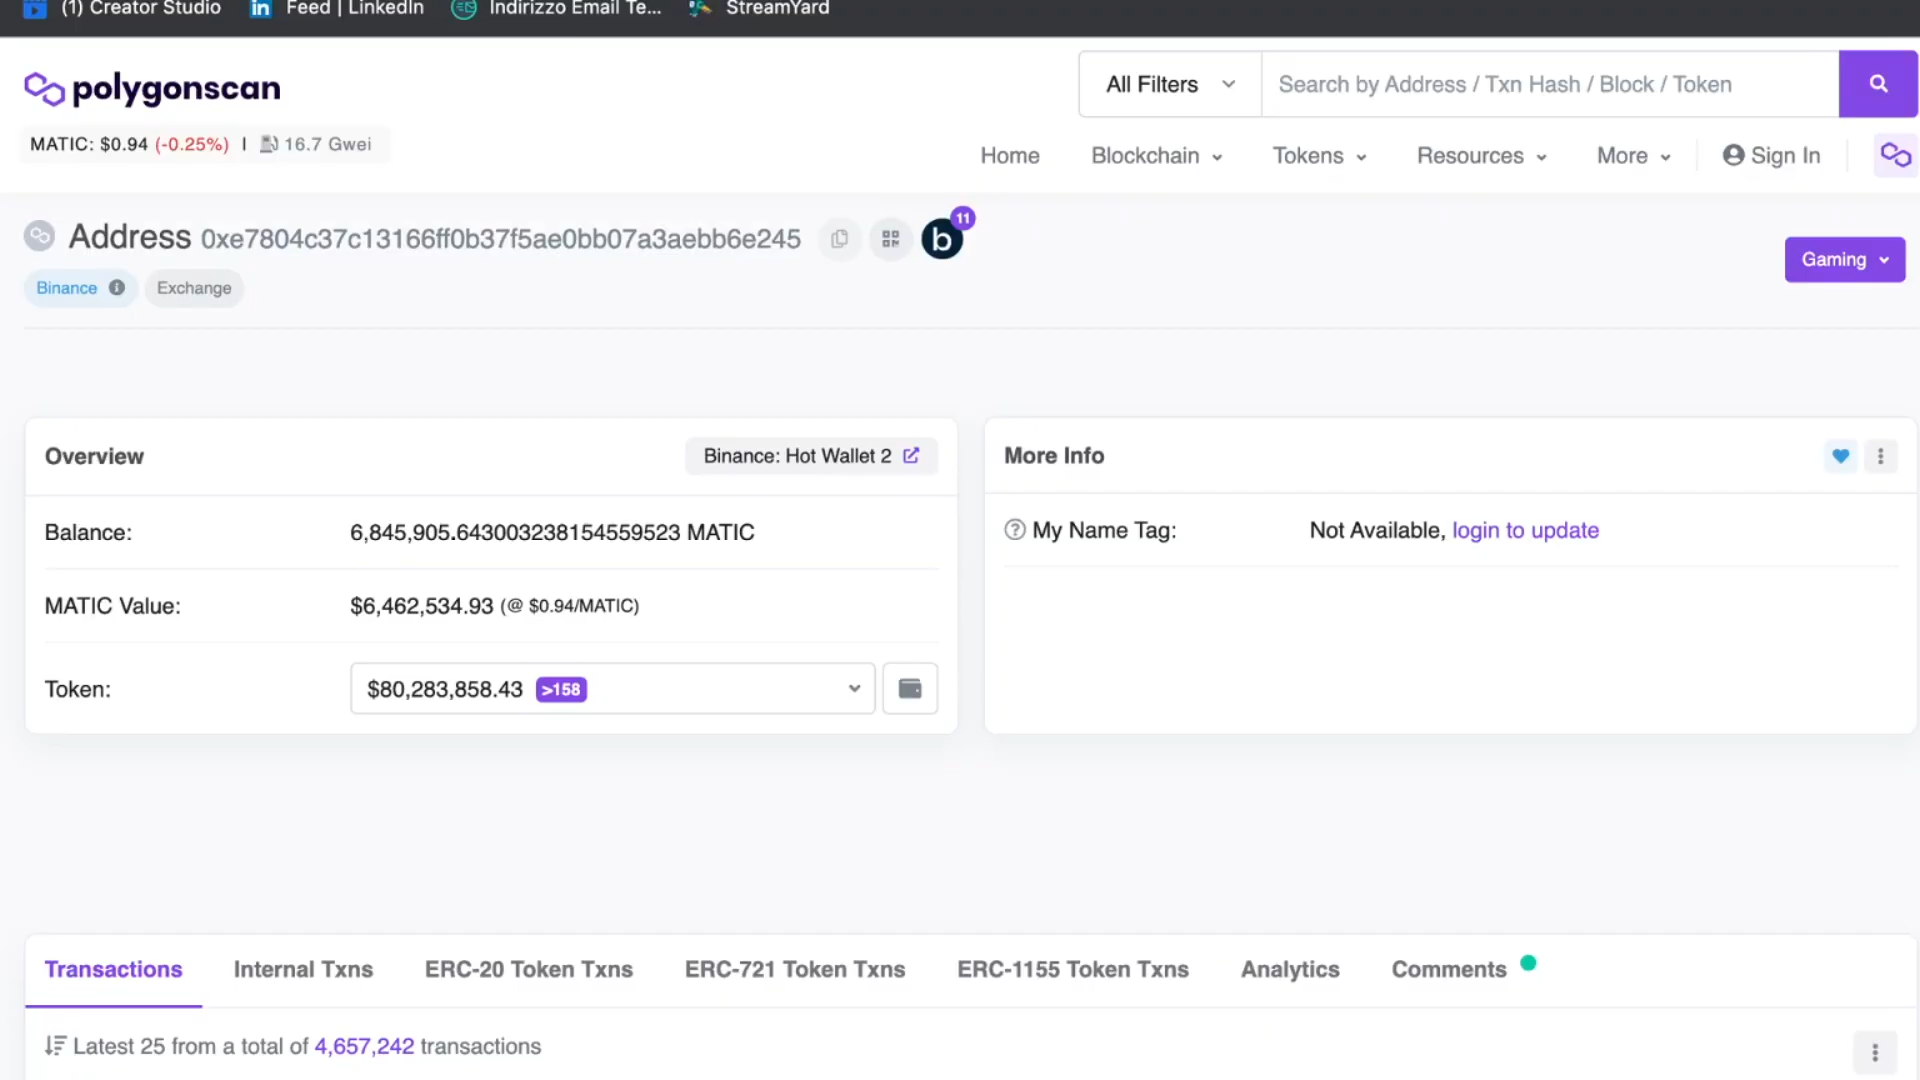 (1) Creator Studio
Feed | LinkedIn
Indirizzo Email Te...
StreamYard
polygonscan
All Filters
Search by Address / Txn Hash / Block / Token
MATIC: $0.94 (-0.25%) | 16.7 Gwei
Home
Blockchain
Tokens
Resources
More
Sign In
Address 0xe7804c37c13166ff0b37f5ae0bb07a3aebb6e245
b
11
Binance
Exchange
Gaming
Overview
Binance: Hot Wallet 2
Balance:
6,845,905.643003238154559523 MATIC
MATIC Value:
$6,462,534.93 (@ $0.94/MATIC)
Token:
$80,283,858.43 >158
More Info
My Name Tag:
Not Available, login to update
Transactions
Internal Txns
ERC-20 Token Txns
ERC-721 Token Txns
ERC-1155 Token Txns
Analytics
Comments
Latest 25 from a total of 4,657,242 transactions